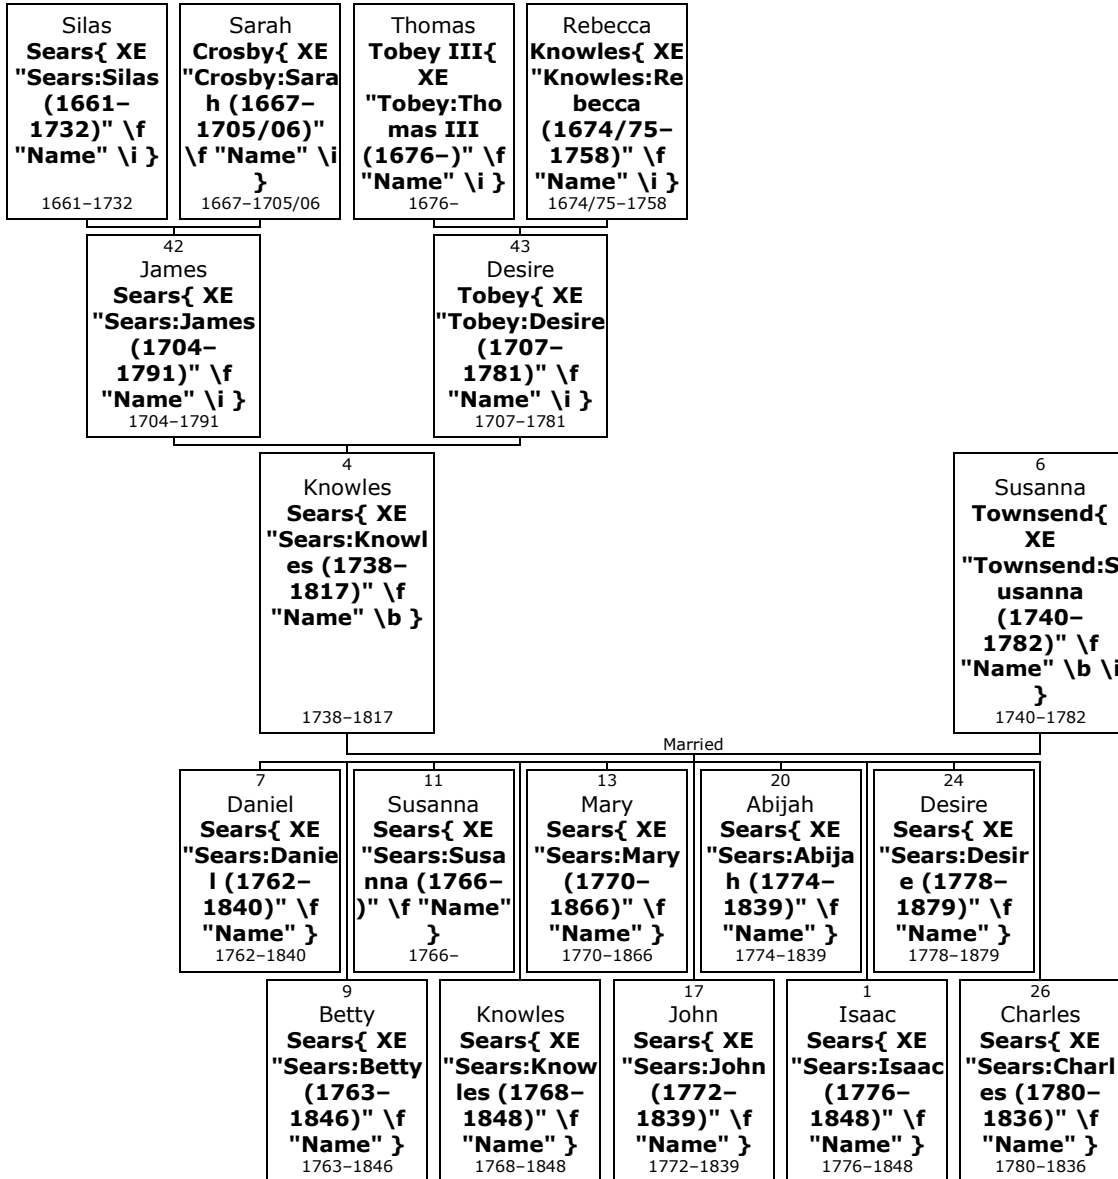 Silas
Sears{ XE
"Sears:Silas
(1661–
1732)" \f
"Name" \i }
1661–1732
Sarah
Crosby{ XE
"Crosby:Sara
h (1667–
1705/06)"
\f "Name" \i
}
1667–1705/06
Thomas
Tobey III{
XE
"Tobey:Tho
mas III
(1676–)" \f
"Name" \i }
1676–
Rebecca
Knowles{ XE
"Knowles:Re
becca
(1674/75–
1758)" \f
"Name" \i }
1674/75–1758
42
James
Sears{ XE
"Sears:James
(1704–
1791)" \f
"Name" \i }
1704–1791
43
Desire
Tobey{ XE
"Tobey:Desire
(1707–
1781)" \f
"Name" \i }
1707–1781
4
Knowles
Sears{ XE
"Sears:Knowl
es (1738–
1817)" \f
"Name" \b }
1738–1817
6
Susanna
Townsend{
XE
"Townsend:S
usanna
(1740–
1782)" \f
"Name" \b \i
}
1740–1782
Married
7
Daniel
Sears{ XE
"Sears:Danie
l (1762–
1840)" \f
"Name" }
1762–1840
11
Susanna
Sears{ XE
"Sears:Susa
nna (1766–
)" \f "Name"
}
1766–
13
Mary
Sears{ XE
"Sears:Mary
(1770–
1866)" \f
"Name" }
1770–1866
20
Abijah
Sears{ XE
"Sears:Abija
h (1774–
1839)" \f
"Name" }
1774–1839
24
Desire
Sears{ XE
"Sears:Desir
e (1778–
1879)" \f
"Name" }
1778–1879
9
Betty
Sears{ XE
"Sears:Betty
(1763–
1846)" \f
"Name" }
1763–1846
Knowles
Sears{ XE
"Sears:Know
les (1768–
1848)" \f
"Name" }
1768–1848
17
John
Sears{ XE
"Sears:John
(1772–
1839)" \f
"Name" }
1772–1839
1
Isaac
Sears{ XE
"Sears:Isaac
(1776–
1848)" \f
"Name" }
1776–1848
26
Charles
Sears{ XE
"Sears:Charl
es (1780–
1836)" \f
"Name" }
1780–1836